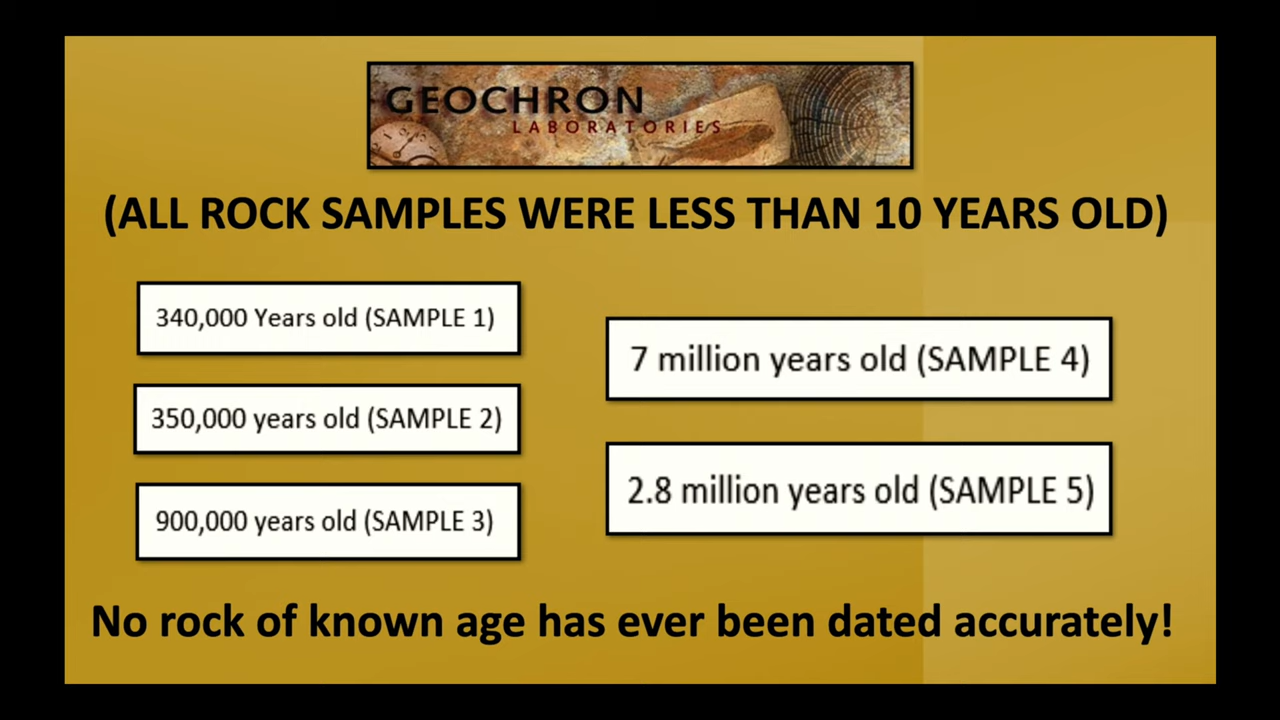 GEOCHRON
LABORATORIES
(ALL ROCK SAMPLES WERE LESS THAN 10 YEARS OLD)
340,000 Years old (SAMPLE 1)
350,000 years old (SAMPLE 2)
900,000 years old (SAMPLE 3)
7 million years old (SAMPLE 4)
2.8 million years old (SAMPLE 5)
No rock of known age has ever been dated accurately!